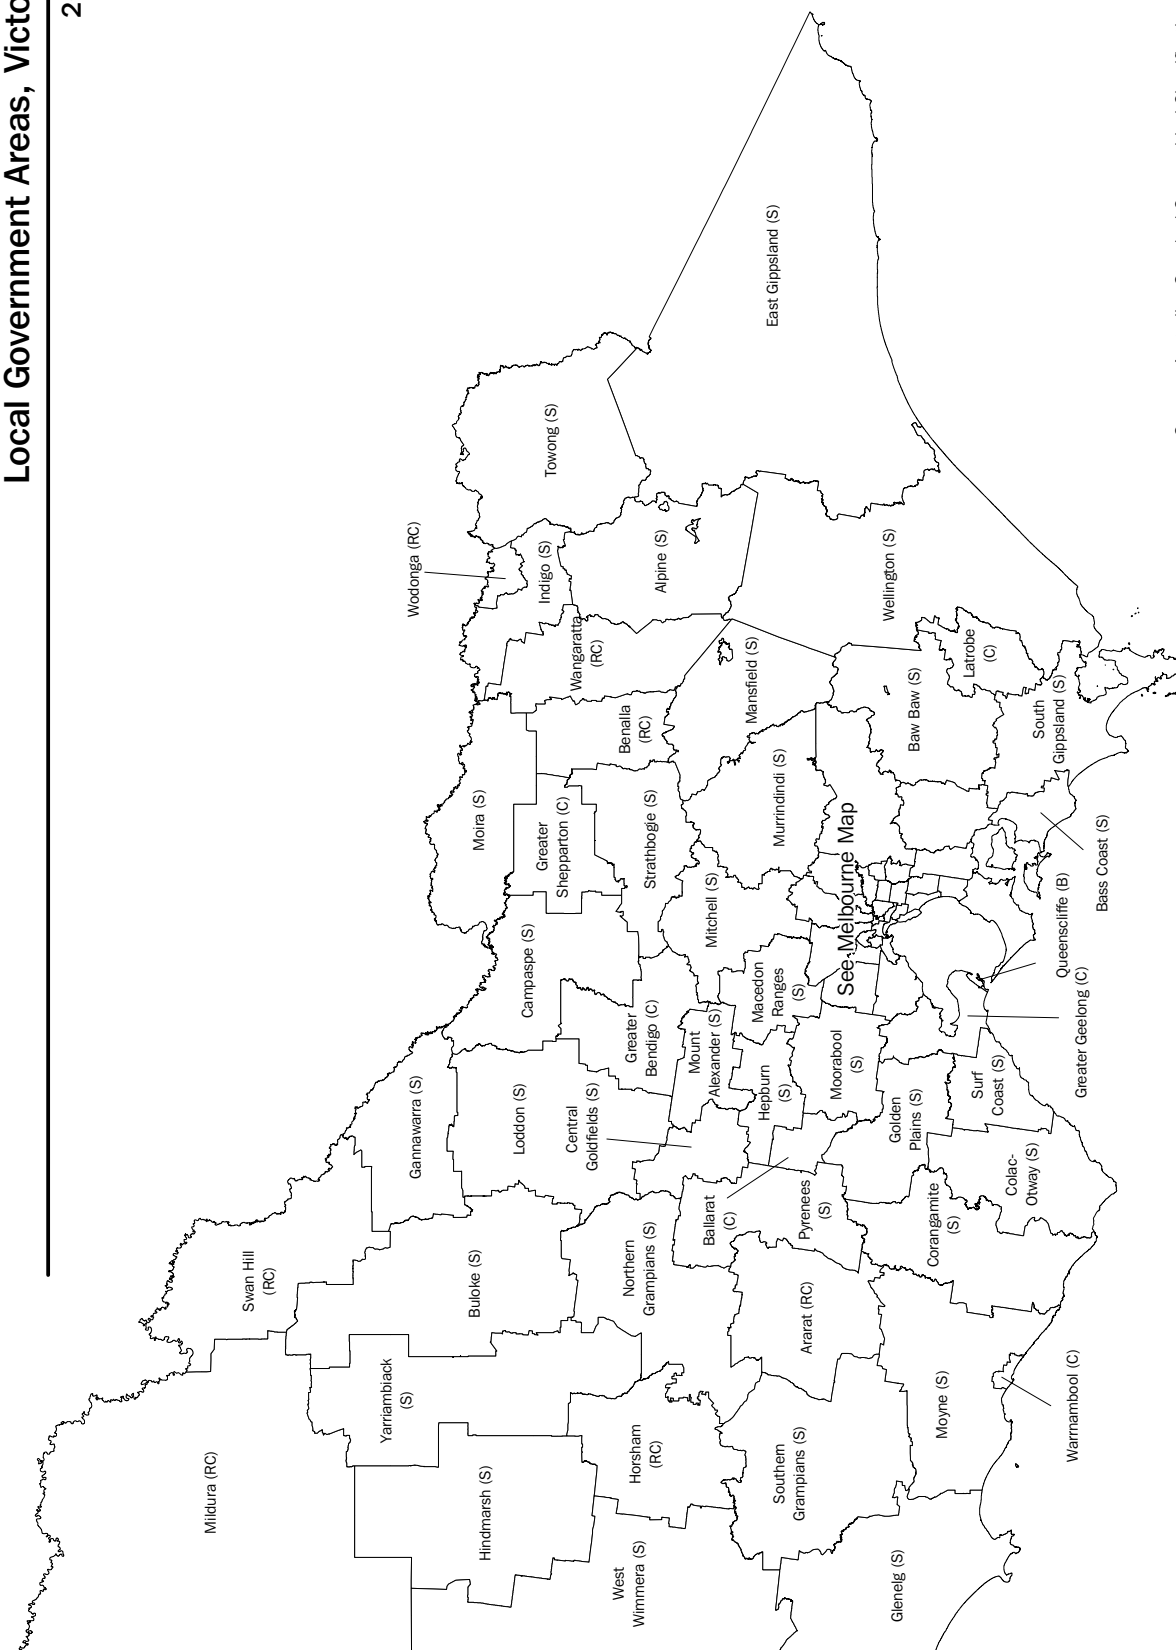 Local Government Areas, Victo
2
Mildura (RC)
Swan Hill
(RC)
Yarriambiack
(S)
Gannawarra (S)
Buloke (S)
Hindmarsh (S)
Loddon (S)
Central
Goldfields (S)
Campaspe (S)
Moira (S)
Greater
Shepparton (C)
Wodonga (RC)
Indigo (S)
Towong (S)
Wangaratta
(RC)
Benalla
(RC)
Strathbogie (S)
Alpine (S)
Greater
Bendigo (C)
Northern
Grampians (S)
Horsham
(RC)
West
Wimmera (S)
Mount
Alexander (S)
Mitchell (S)
Mansfield (S)
Murrindindi (S)
East Gippsland (S)
Macedon
Ranges
(S)
Hepburn
(S)
Ballarat
(C)
Pyrenees
(S)
Ararat (RC)
Southern
Grampians (S)
Moorabool
(S)
See Melbourne Map
Wellington (S)
Baw Baw (S)
Latrobe
(C)
Glenelg (S)
Moyne (S)
Corangamite
(S)
Golden
Plains (S)
Surf
Coast (S)
Colac-
Otway (S)
South
Gippsland (S)
Warrnambool (C)
Greater Geelong (C)
Queenscliffe (B)
Bass Coast (S)